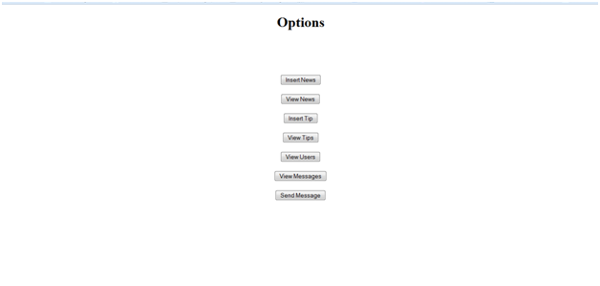 Options
Insert News
View News
Insert Tip
View Tips
View Users
View Messages
Send Message